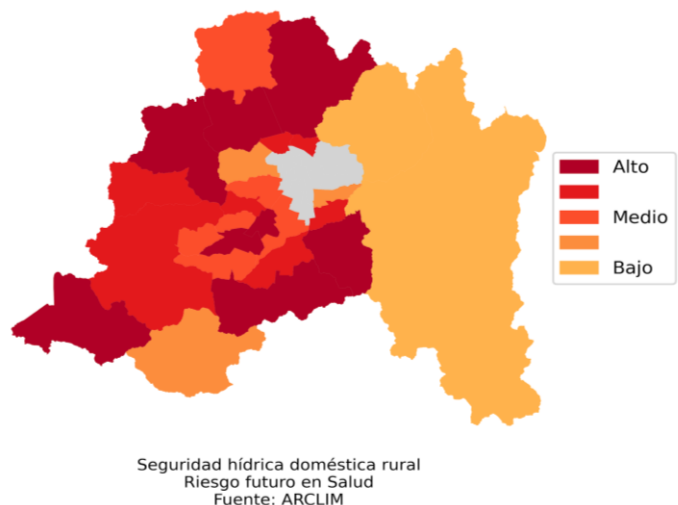 Alto
Medio
Bajo
Seguridad hídrica doméstica rural
Riesgo futuro en Salud
Fuente: ARCLIM